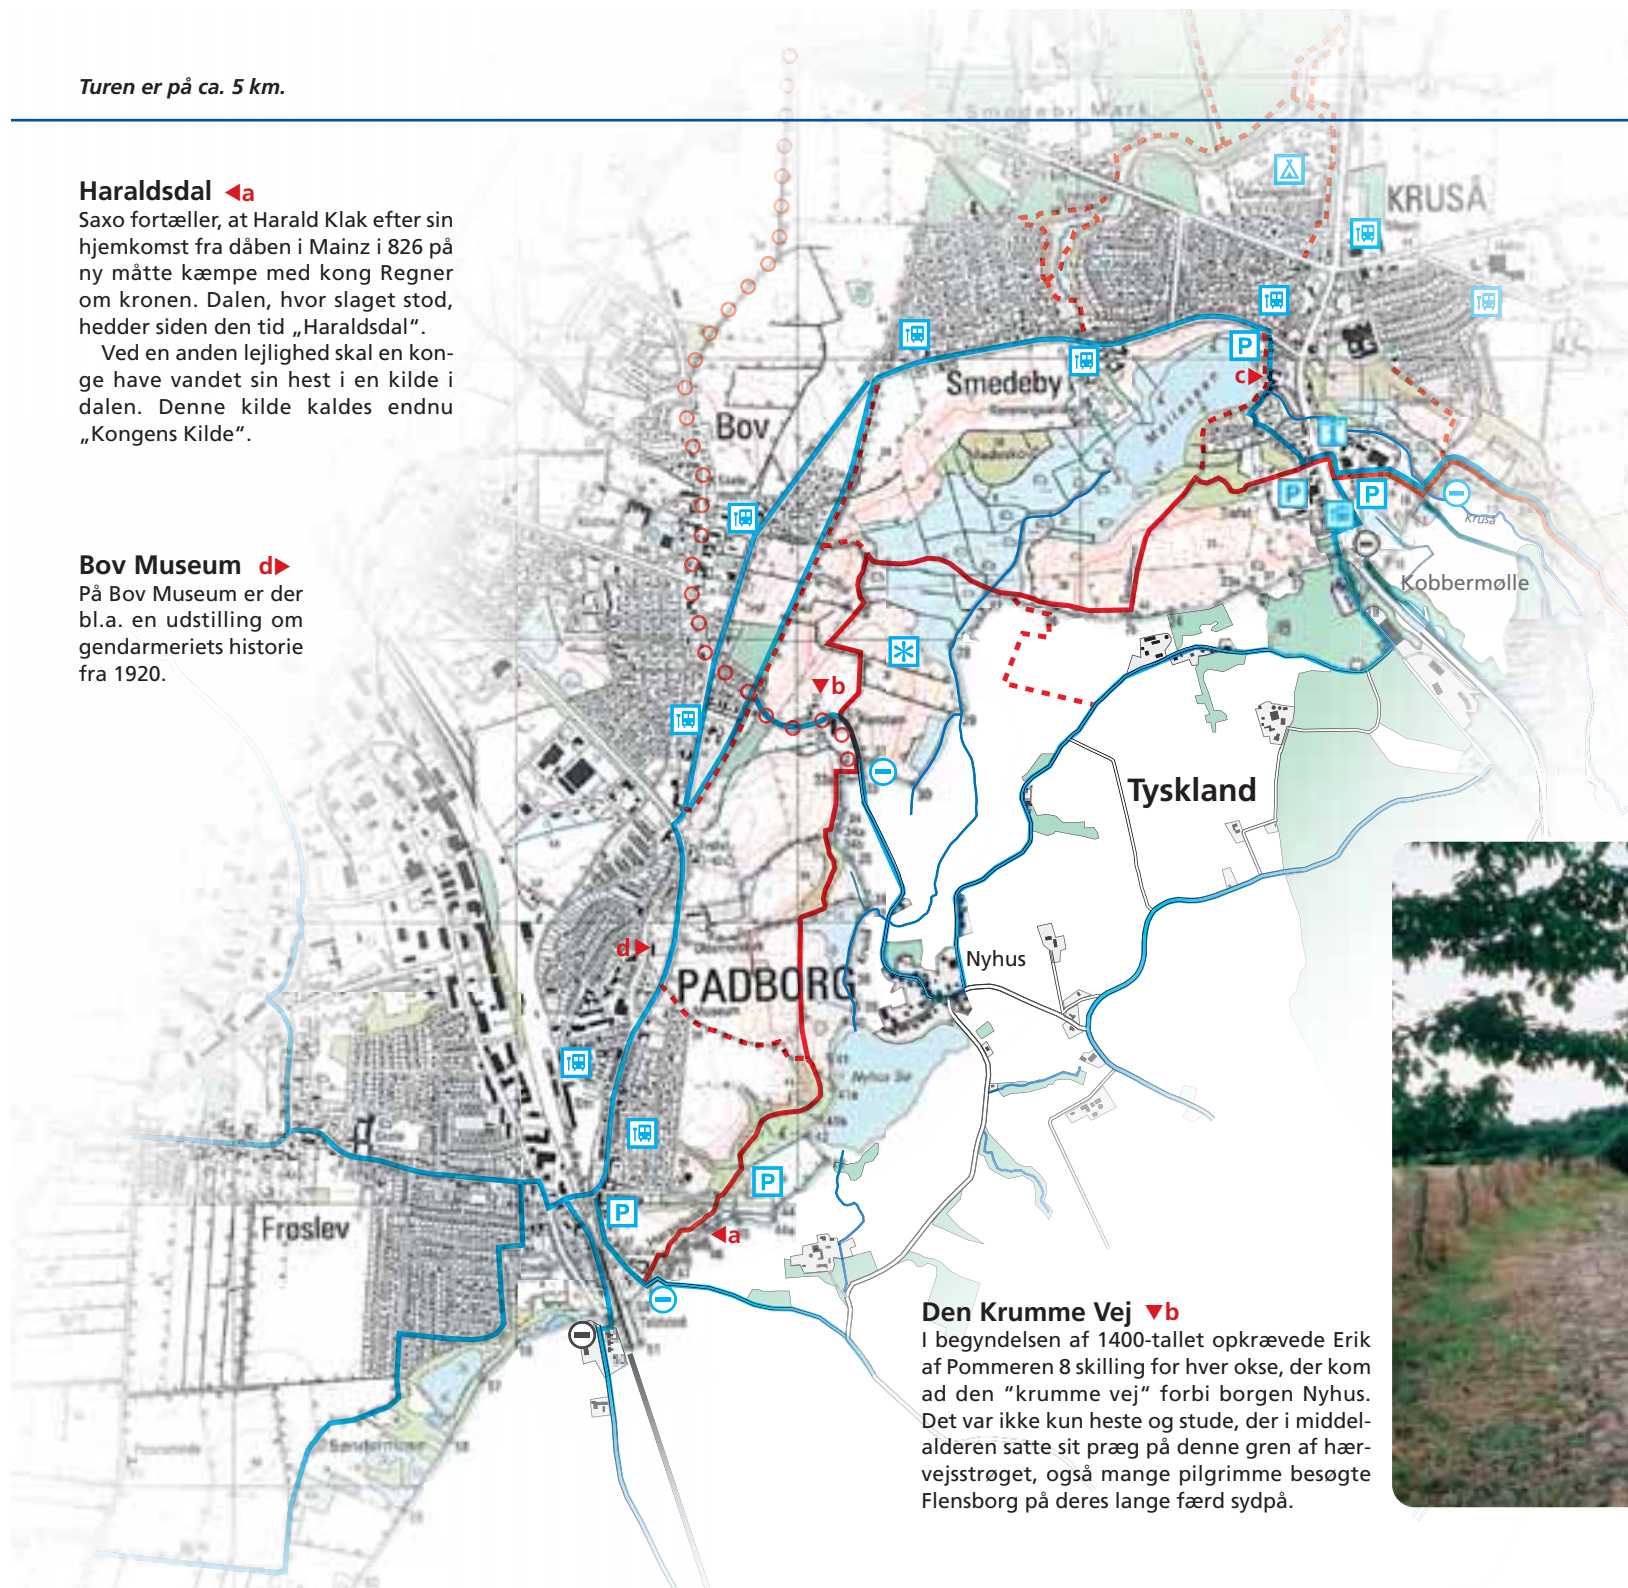 Turen er på ca. 5 km.
Haraldsdal ◀a
Saxo fortæller, at Harald Klak efter sin
hjemkomst fra dåben i Mainz i 826 på
ny måtte kæmpe med kong Regner
om kronen. Dalen, hvor slaget stod,
hedder siden den tid „Haraldsdal“.
Ved en anden lejlighed skal en kon-
ge have vandet sin hest i en kilde i
dalen. Denne kilde kaldes endnu
„Kongens Kilde“.
Bov Museum d▶
På Bov Museum er der
bl.a. en udstilling om
gendarmeriets historie
fra 1920.
Smedebr. Mark
KRUSÅ
P
c▶
Smedeby
Bov
Møllesøen
P
P
Kruså
Kobbermølle
▼b
Tyskland
d▶
PADBORG
Nyhus
Nyhus Sø
P
P
◀a
Frøslev
Søndermose
Den Krumme Vej ▼b
I begyndelsen af 1400-tallet opkrævede Erik
af Pommeren 8 skilling for hver okse, der kom
ad den “krumme vej“ forbi borgen Nyhus.
Det var ikke kun heste og stude, der i middel-
alderen satte sit præg på denne gren af hær-
vejsstrøget, også mange pilgrimme besøgte
Flensborg på deres lange færd sydpå.